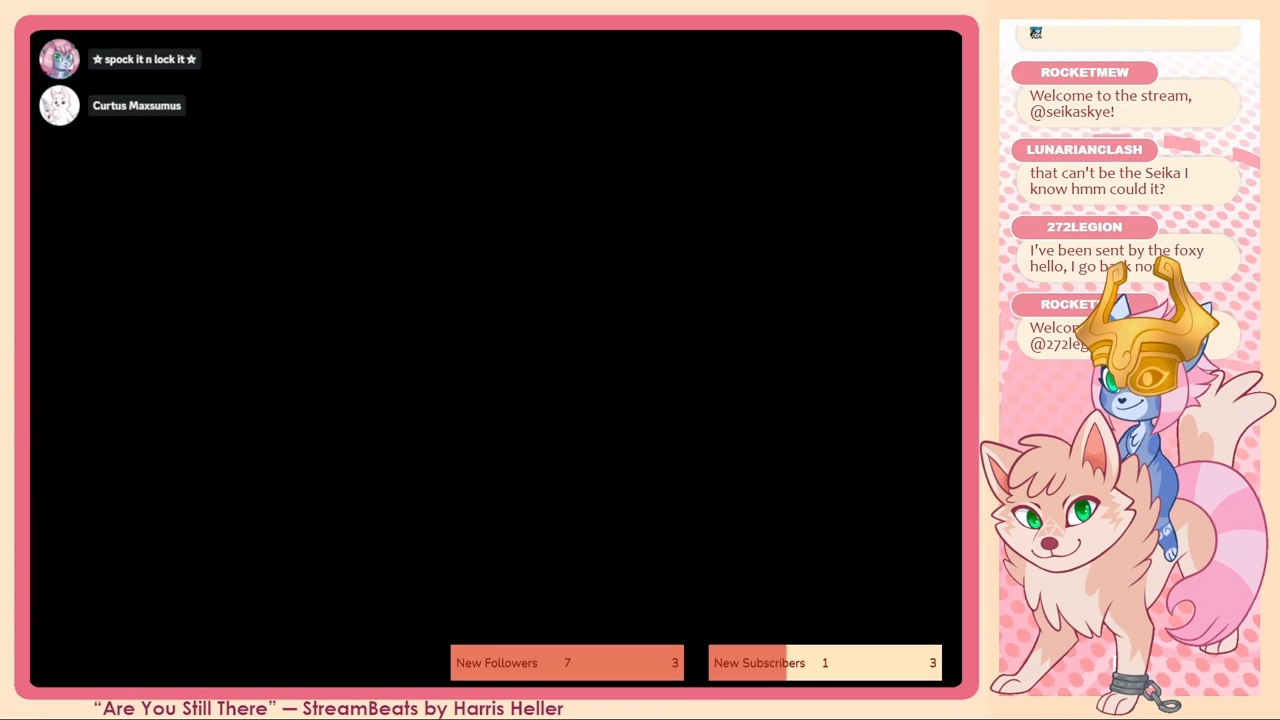 ★ spock it n lock it ★
Curtus Maxsumus
ROCKETMEW
Welcome to the stream,
@seikaskye!
LUNARIANCLASH
that can't be the Seika I
know hmm could it?
272LEGION
I've been sent by the foxy
hello, I go
New Followers 7 3
New Subscribers 1 3
“Are You Still There” — StreamBeats by Harris Heller